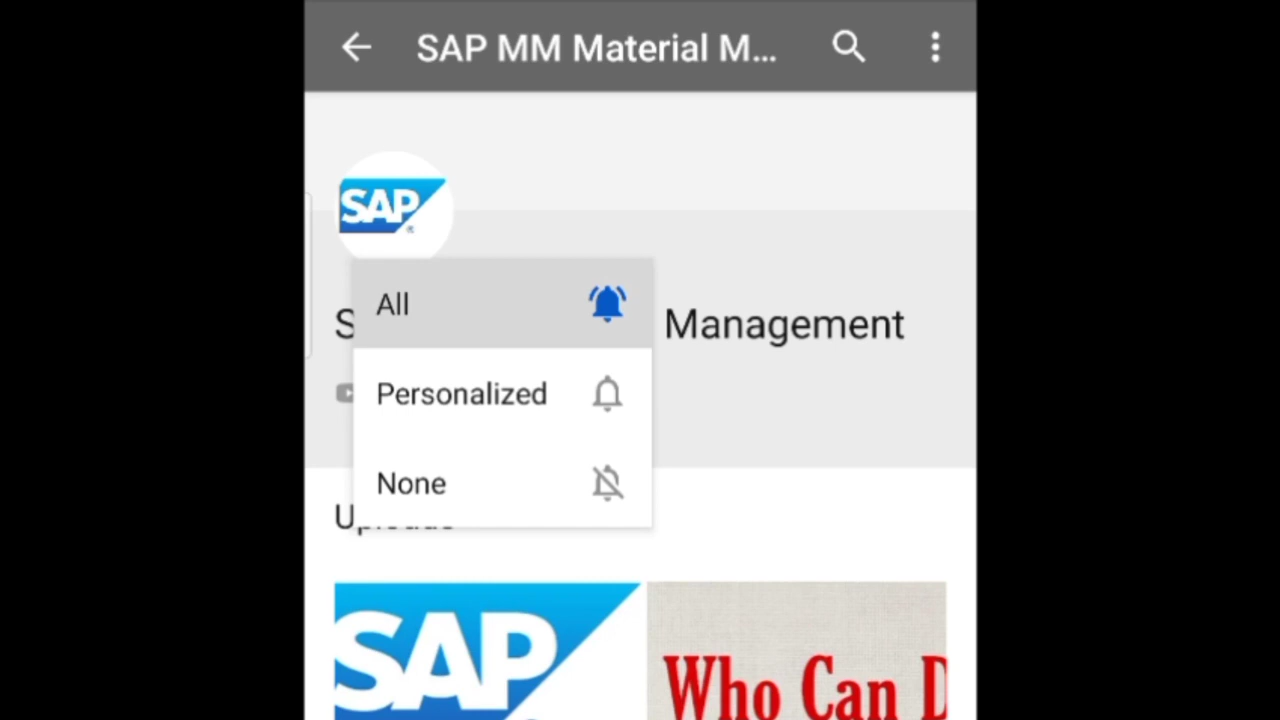 SAP MM Material M...
SAP
All
S
Management
Personalized
None
SAP
Who Can D